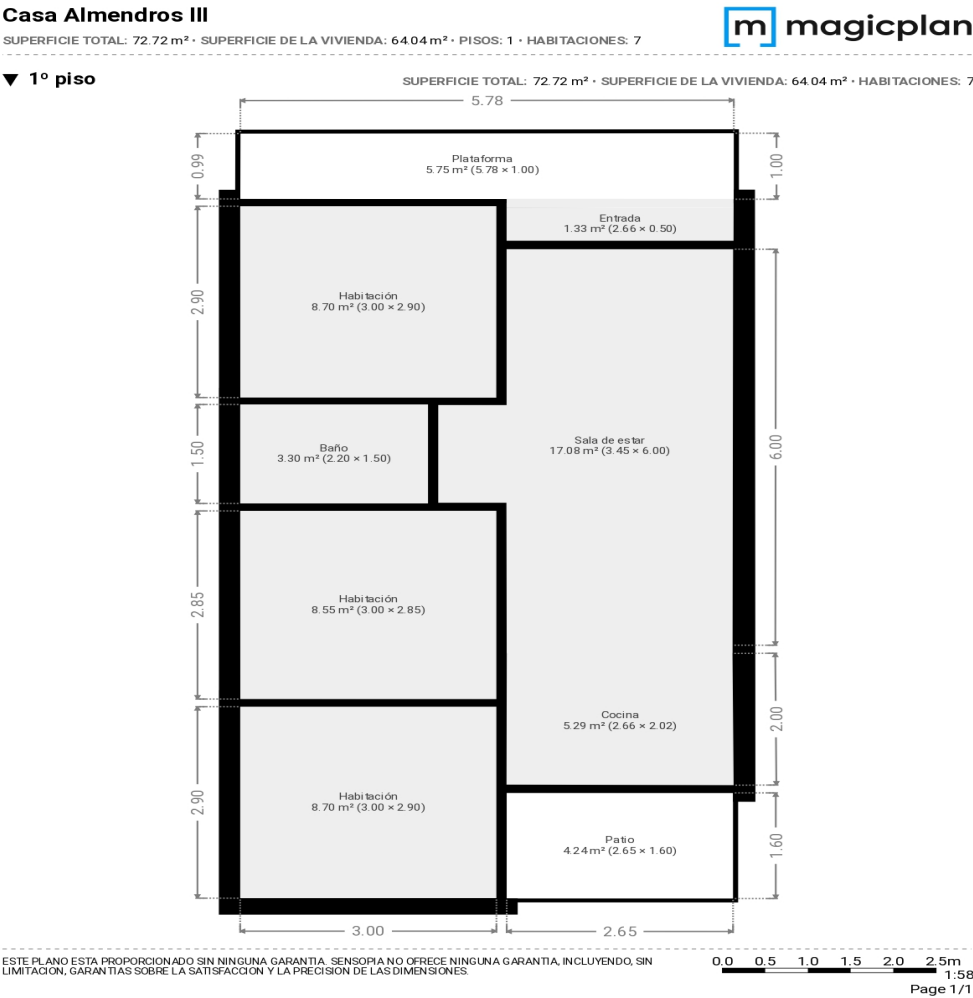 Casa Almendros III
[m] magicplan
SUPERFICIE TOTAL: 72.72 m² · SUPERFICIE DE LA VIVIENDA: 64.04 m² · PISOS: 1 · HABITACIONES: 7
▼ 1º piso
SUPERFICIE TOTAL: 72.72 m² · SUPERFICIE DE LA VIVIENDA: 64.04 m² · HABITACIONES: 7
5.78
0.99
Plataforma
5.75 m² (5.78 × 1.00)
1.00
Entrada
1.33 m² (2.66 × 0.50)
2.90
Habitación
8.70 m² (3.00 × 2.90)
1.50
Baño
3.30 m² (2.20 × 1.50)
Sala de estar
17.08 m² (3.45 × 6.00)
6.00
2.85
Habitación
8.55 m² (3.00 × 2.85)
Cocina
5.29 m² (2.66 × 2.02)
2.00
2.90
Habitación
8.70 m² (3.00 × 2.90)
Patio
4.24 m² (2.65 × 1.60)
1.60
3.00
2.65
ESTE PLANO ESTA PROPORCIONADO SIN NINGUNA GARANTIA. SENSOPIA NO OFRECE NINGUNA GARANTIA, INCLUYENDO, SIN
LIMITACION, GARANTIAS SOBRE LA SATISFACCION Y LA PRECISION DE LAS DIMENSIONES.
0.0 0.5 1.0 1.5 2.0 2.5m
1:58
Page 1/1